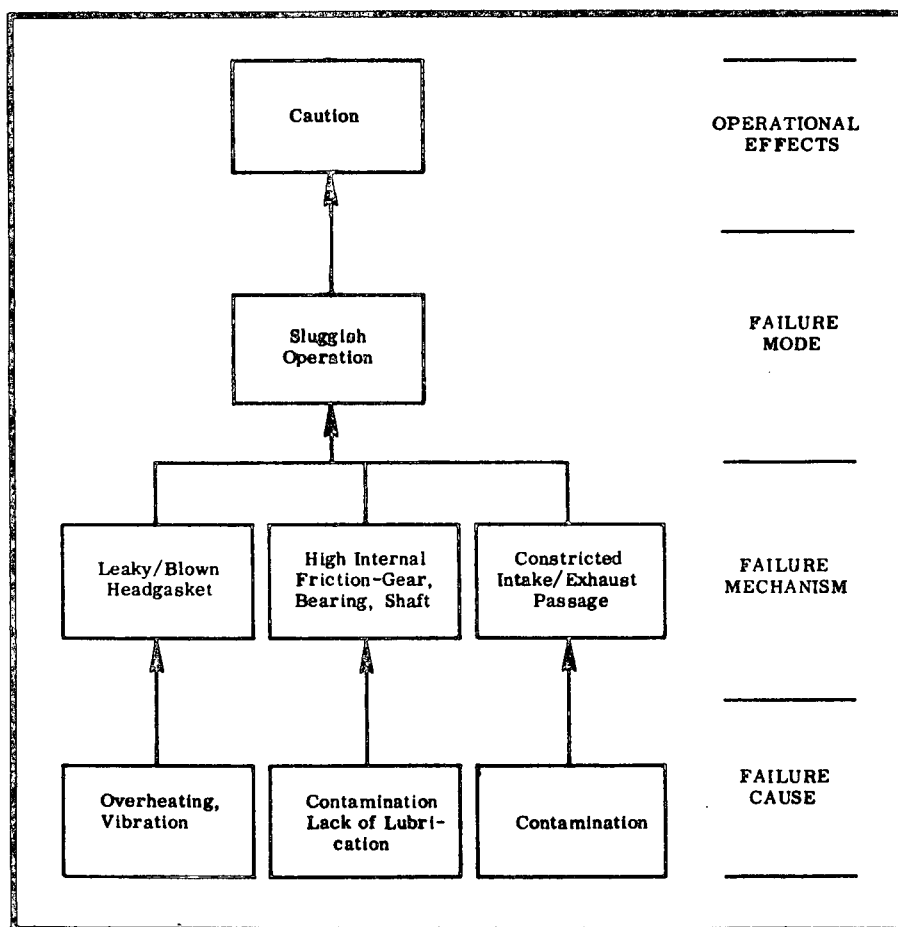 Caution
OPERATIONAL
EFFECTS
Sluggish
Operation
FAILURE
MODE
Leaky/Blown
Headgasket
High Internal
Friction-Gear,
Bearing, Shaft
Constricted
Intake/Exhaust
Passage
FAILURE
MECHANISM
Overheating,
Vibration
Contamination
Lack of Lubri-
cation
Contamination
FAILURE
CAUSE